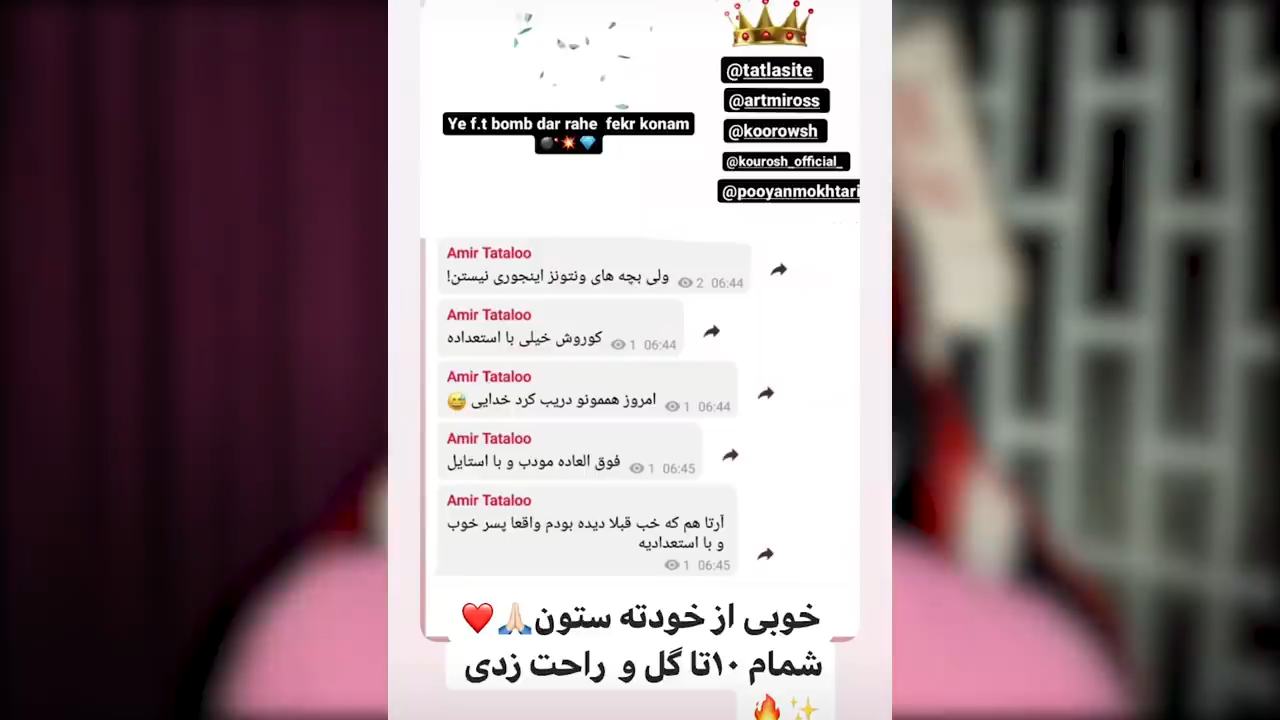 @tatlasite
@artmiross
Ye f.t bomb dar rahe fekr konam
@koorowsh
@kourosh_official_
@pooyanmokhtari
Amir Tataloo
ولی بچه های ونتونز اینجوری نیستن!
2 06:44
Amir Tataloo
کوروش خیلی با استعداده
1 06:44
Amir Tataloo
امروز هممونو دریب کرد خدایی 😅
1 06:44
Amir Tataloo
فوق العاده مودب و با استایل
1 06:45
Amir Tataloo
آرتا هم که خب قبلا دیده بودم واقعا پسر خوب
و با استعدادیه
1 06:45
خوبی از خودته ستون🙏🏻❤️
شمام ۱۰تا گل و راحت زدی